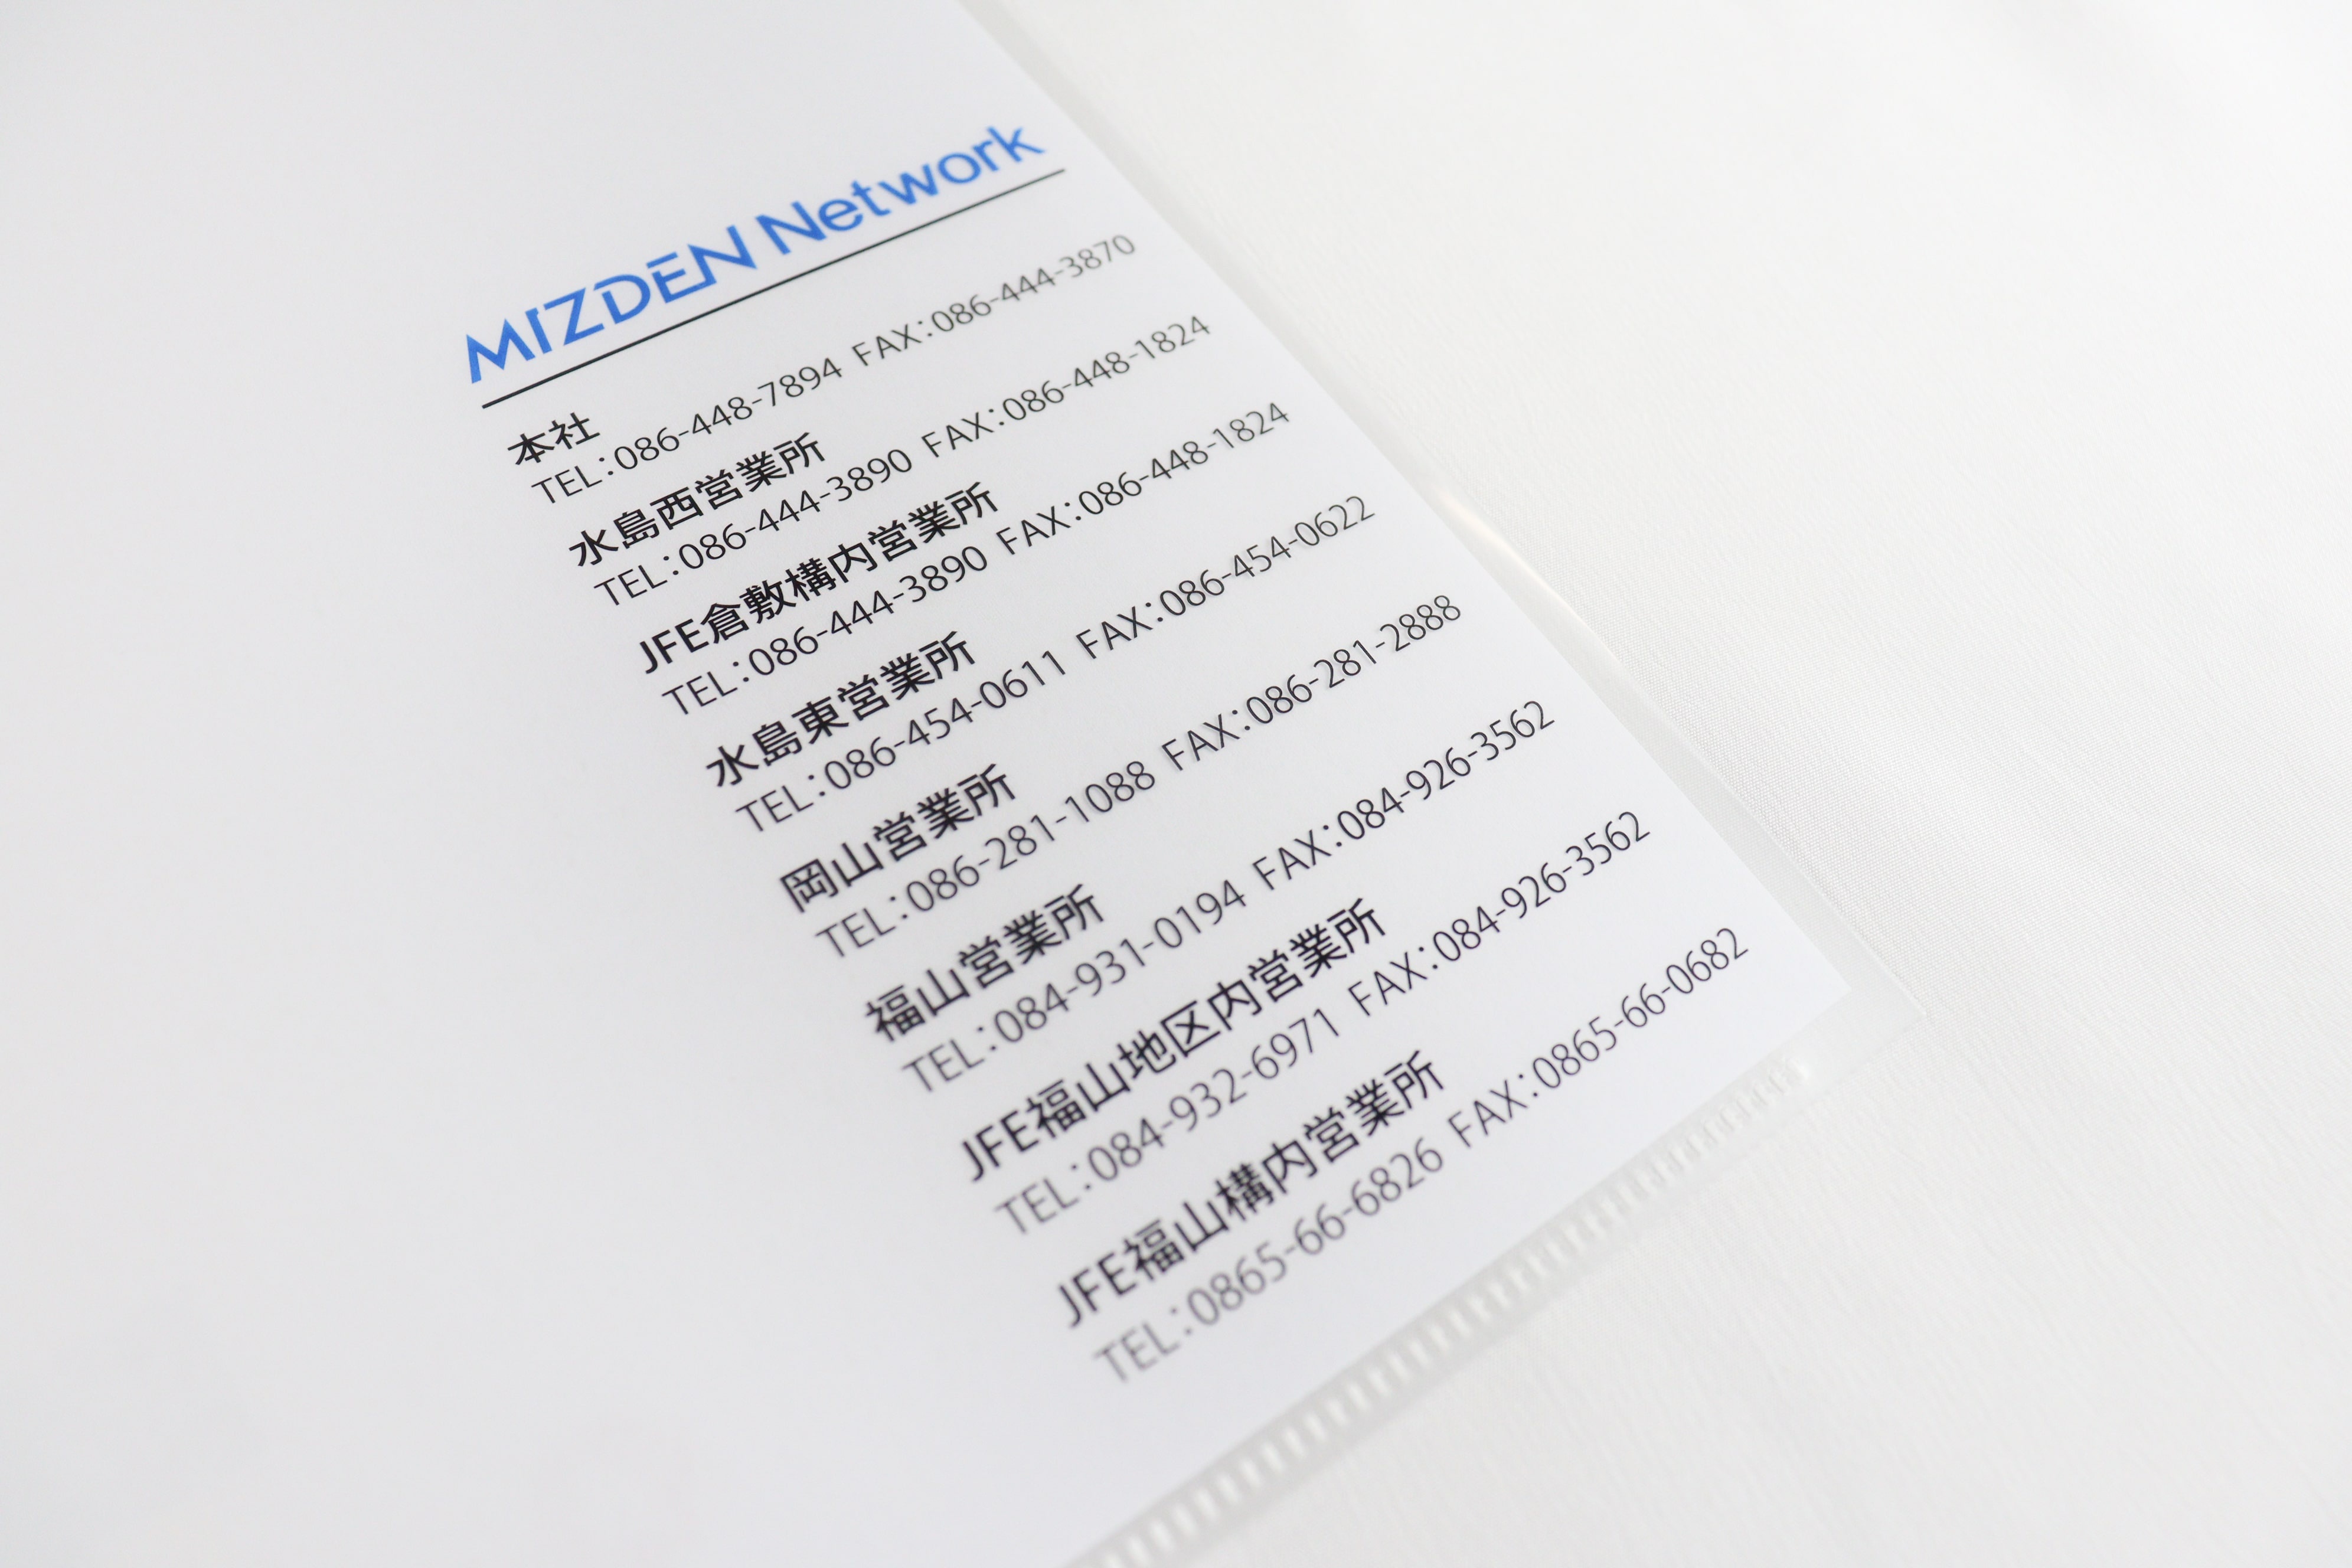 MIZDEN Network
本社
TEL:086-448-7894 FAX:086-444-3870
水島西営業所
TEL:086-444-3890 FAX:086-448-1824
JFE倉敷構内営業所
TEL:086-444-3890 FAX:086-448-1824
水島東営業所
TEL:086-454-0611 FAX:086-454-0622
岡山営業所
TEL:086-281-1088 FAX:086-281-2888
福山営業所
TEL:084-931-0194 FAX:084-926-3562
JFE福山地区内営業所
TEL:084-932-6971 FAX:084-926-3562
JFE福山構内営業所
TEL:0865-66-6826 FAX:0865-66-0682